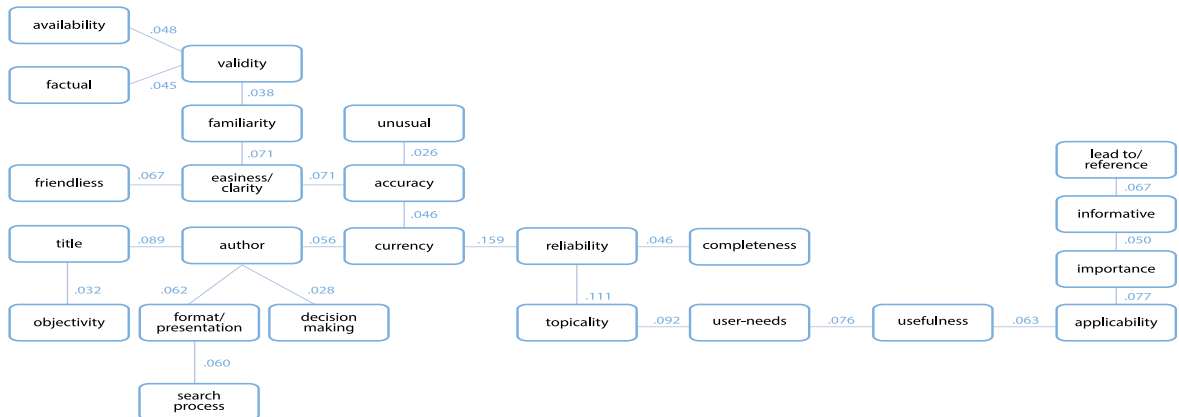 availability
.048
validity
factual
.045
.038
familiarity
unusual
.071
.026
lead to/
reference
friendliess
.067
easiness/
clarity
.071
accuracy
.067
.046
informative
title
.089
author
.056
currency
.159
reliability
.046
completeness
.050
importance
.032
.062
.028
.111
.077
objectivity
format/
presentation
decision
making
topicality
.092
user-needs
.076
usefulness
.063
applicability
.060
search
process